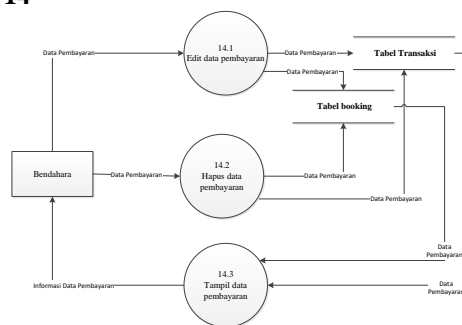 Data Pembayaran
14.1
Edit data pembayaran
Data Pembayaran
Tabel Transaksi
Data Pembayaran
Tabel booking
Bendahara
Data Pembayaran
14.2
Hapus data
pembayaran
Data Pembayaran
Data Pembayaran
Data
Pembayaran
14.3
Tampil data
pembayaran
Informasi Data Pembayaran
Data
Pembayaran